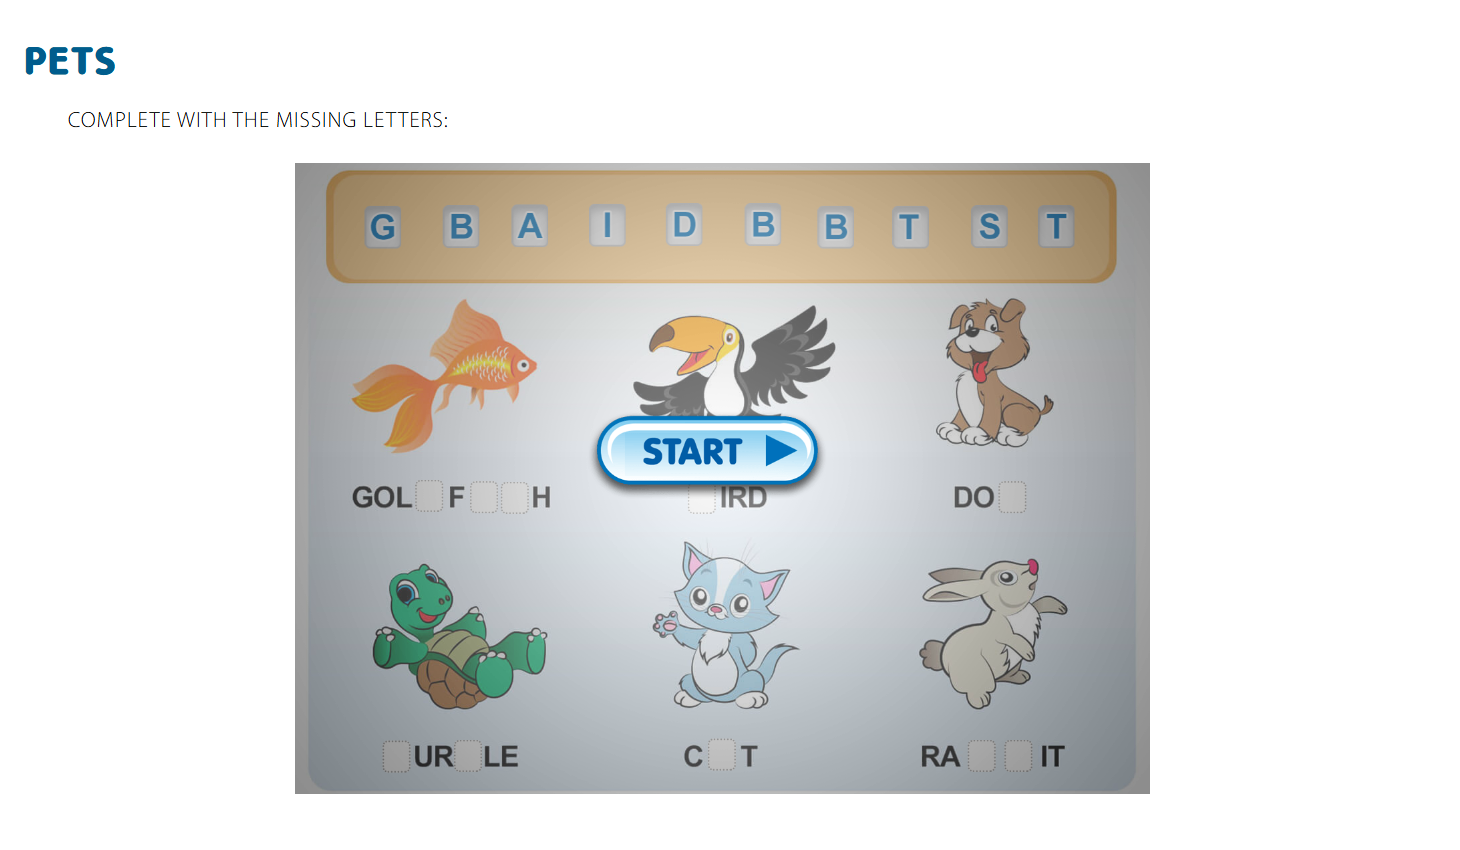 PETS
COMPLETE WITH THE MISSING LETTERS:
G B A I D B B T S T
START
GOL F H
IRD
DO
UR LE
C T
RA IT